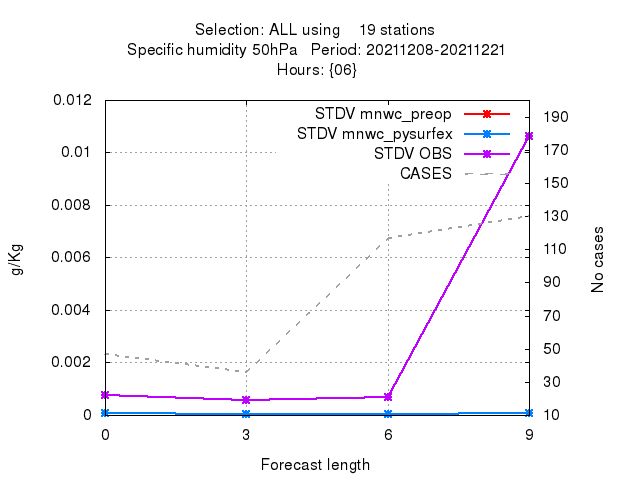 Selection: ALL using 19 stations
Specific humidity 50hPa Period: 20211208-20211221
Hours: {06}
0.012
0.01
0.008
0.006
0.004
0.002
0
g/Kg
STDV mnwc_preop
STDV mnwc_pysurfex
STDV OBS
CASES
190
170
150
130
110
90
70
50
30
10
No cases
0 3 6 9
Forecast length